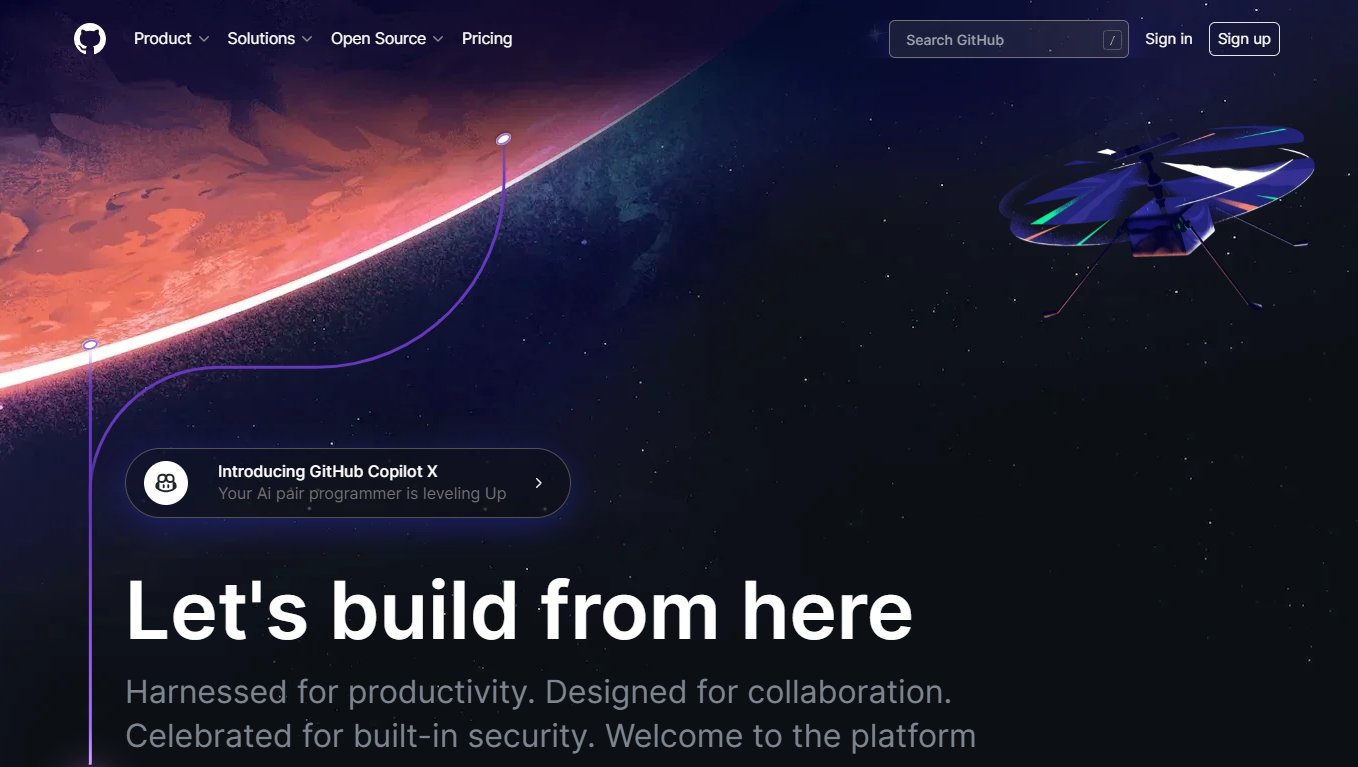 Product
Solutions
Open Source
Pricing
Search GitHub
/
Sign in
Sign up
Introducing GitHub Copilot X
Your Ai pair programmer is leveling Up
Let's build from here
Harnessed for productivity. Designed for collaboration.
Celebrated for built-in security. Welcome to the platform